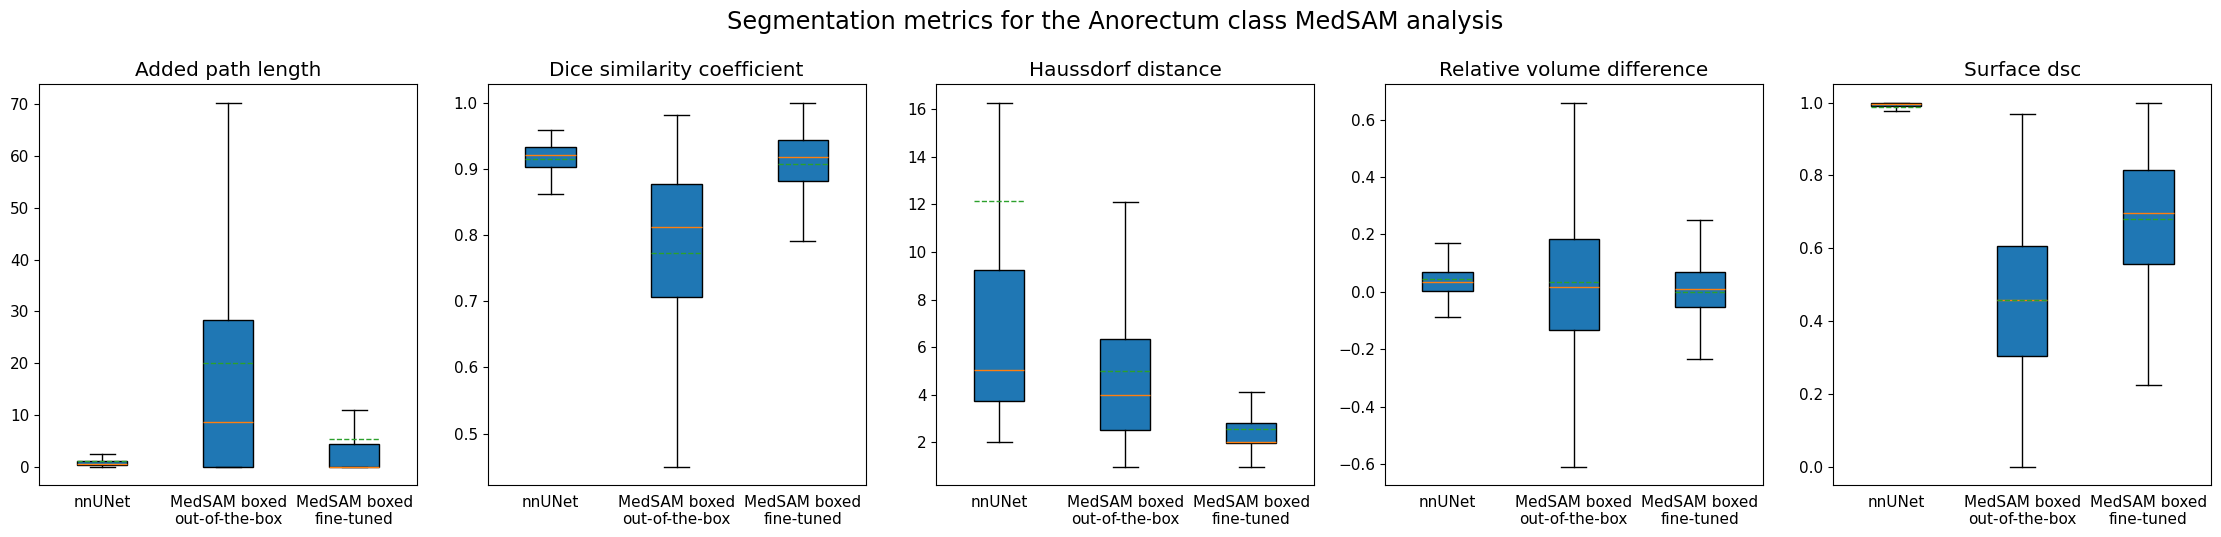 Segmentation metrics for the Anorectum class MedSAM analysis
Added path length
70
60
50
40
30
20
10
0
nnUNet
MedSAM boxed
out-of-the-box
MedSAM boxed
fine-tuned
Dice similarity coefficient
1.0
0.9
0.8
0.7
0.6
0.5
nnUNet
MedSAM boxed
out-of-the-box
MedSAM boxed
fine-tuned
Haussdorf distance
16
14
12
10
8
6
4
2
nnUNet
MedSAM boxed
out-of-the-box
MedSAM boxed
fine-tuned
Relative volume difference
0.6
0.4
0.2
0.0
−0.2
−0.4
−0.6
nnUNet
MedSAM boxed
out-of-the-box
MedSAM boxed
fine-tuned
Surface dsc
1.0
0.8
0.6
0.4
0.2
0.0
nnUNet
MedSAM boxed
out-of-the-box
MedSAM boxed
fine-tuned